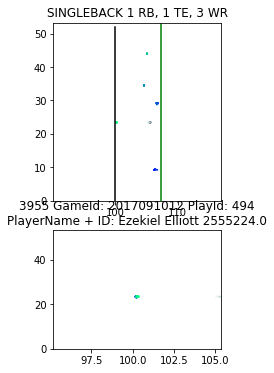 SINGLEBACK 1 RB, 1 TE, 3 WR
50
40
30
20
10
0
100 110
3955 GameId: 2017091012 PlayId: 494
PlayerName + ID: Ezekiel Elliott 2555224.0
40
20
0
97.5 100.0 102.5 105.0